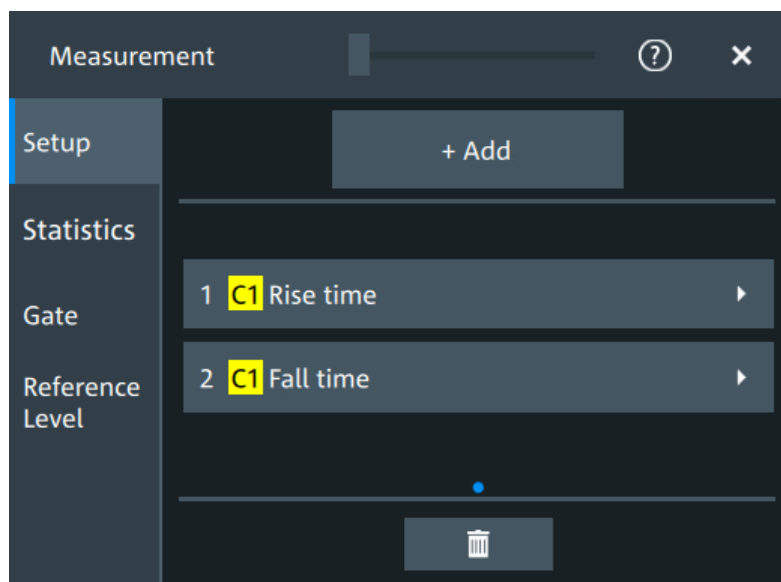 Measurement
?
Setup
+ Add
Statistics
1 C1 Rise time
Gate
2 C1 Fall time
Reference
Level